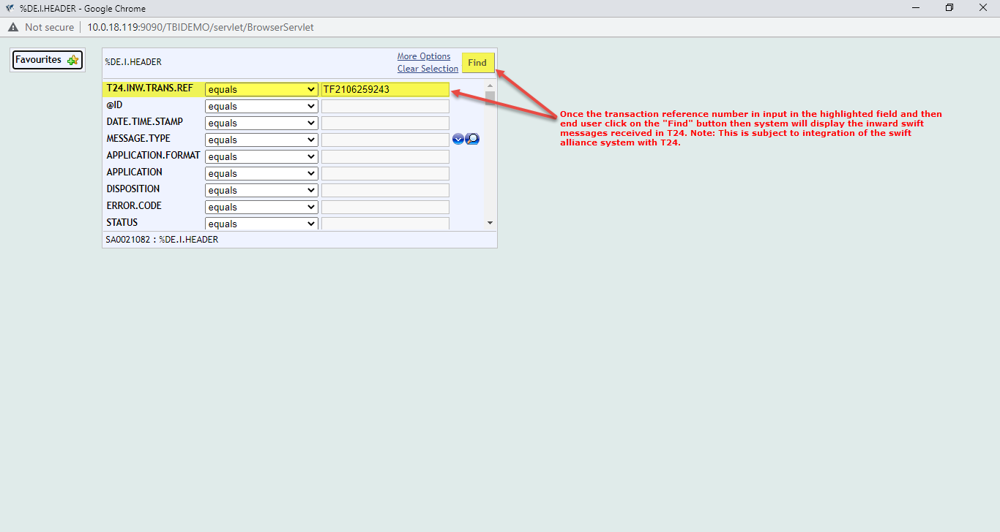 %DE.I.HEADER - Google Chrome
Not secure 10.0.18.119:9090/TBIDEMO/servlet/BrowserServlet
Favourites
%DE.I.HEADER
More Options
Clear Selection
Find
T24.INW.TRANS.REF equals TF2106259243
@ID equals
DATE.TIME.STAMP equals
MESSAGE.TYPE equals
APPLICATION.FORMAT equals
APPLICATION equals
DISPOSITION equals
ERROR.CODE equals
STATUS equals
SA0021082 : %DE.I.HEADER
Once the transaction reference number in input in the highlighted field and then
end user click on the "Find" button then system will display the inward swift
messages received in T24. Note: This is subject to integration of the swift
alliance system with T24.